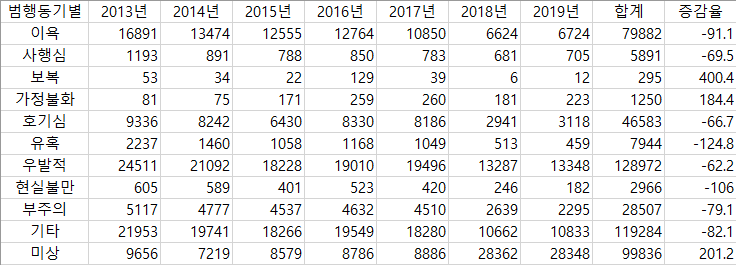 범행동기별 2013년 2014년 2015년 2016년 2017년 2018년 2019년 합계 증감율
이욕 16891 13474 12555 12764 10850 6624 6724 79882 -91.1
사행심 1193 891 788 850 783 681 705 5891 -69.5
보복 53 34 22 129 39 6 12 295 400.4
가정불화 81 75 171 259 260 181 223 1250 184.4
호기심 9336 8242 6430 8330 8186 2941 3118 46583 -66.7
유혹 2237 1460 1058 1168 1049 513 459 7944 -124.8
우발적 24511 21092 18228 19010 19496 13287 13348 128972 -62.2
현실불만 605 589 401 523 420 246 182 2966 -106
부주의 5117 4777 4537 4632 4510 2639 2295 28507 -79.1
기타 21953 19741 18266 19549 18280 10662 10833 119284 -82.1
미상 9656 7219 8579 8786 8886 28362 28348 99836 201.2